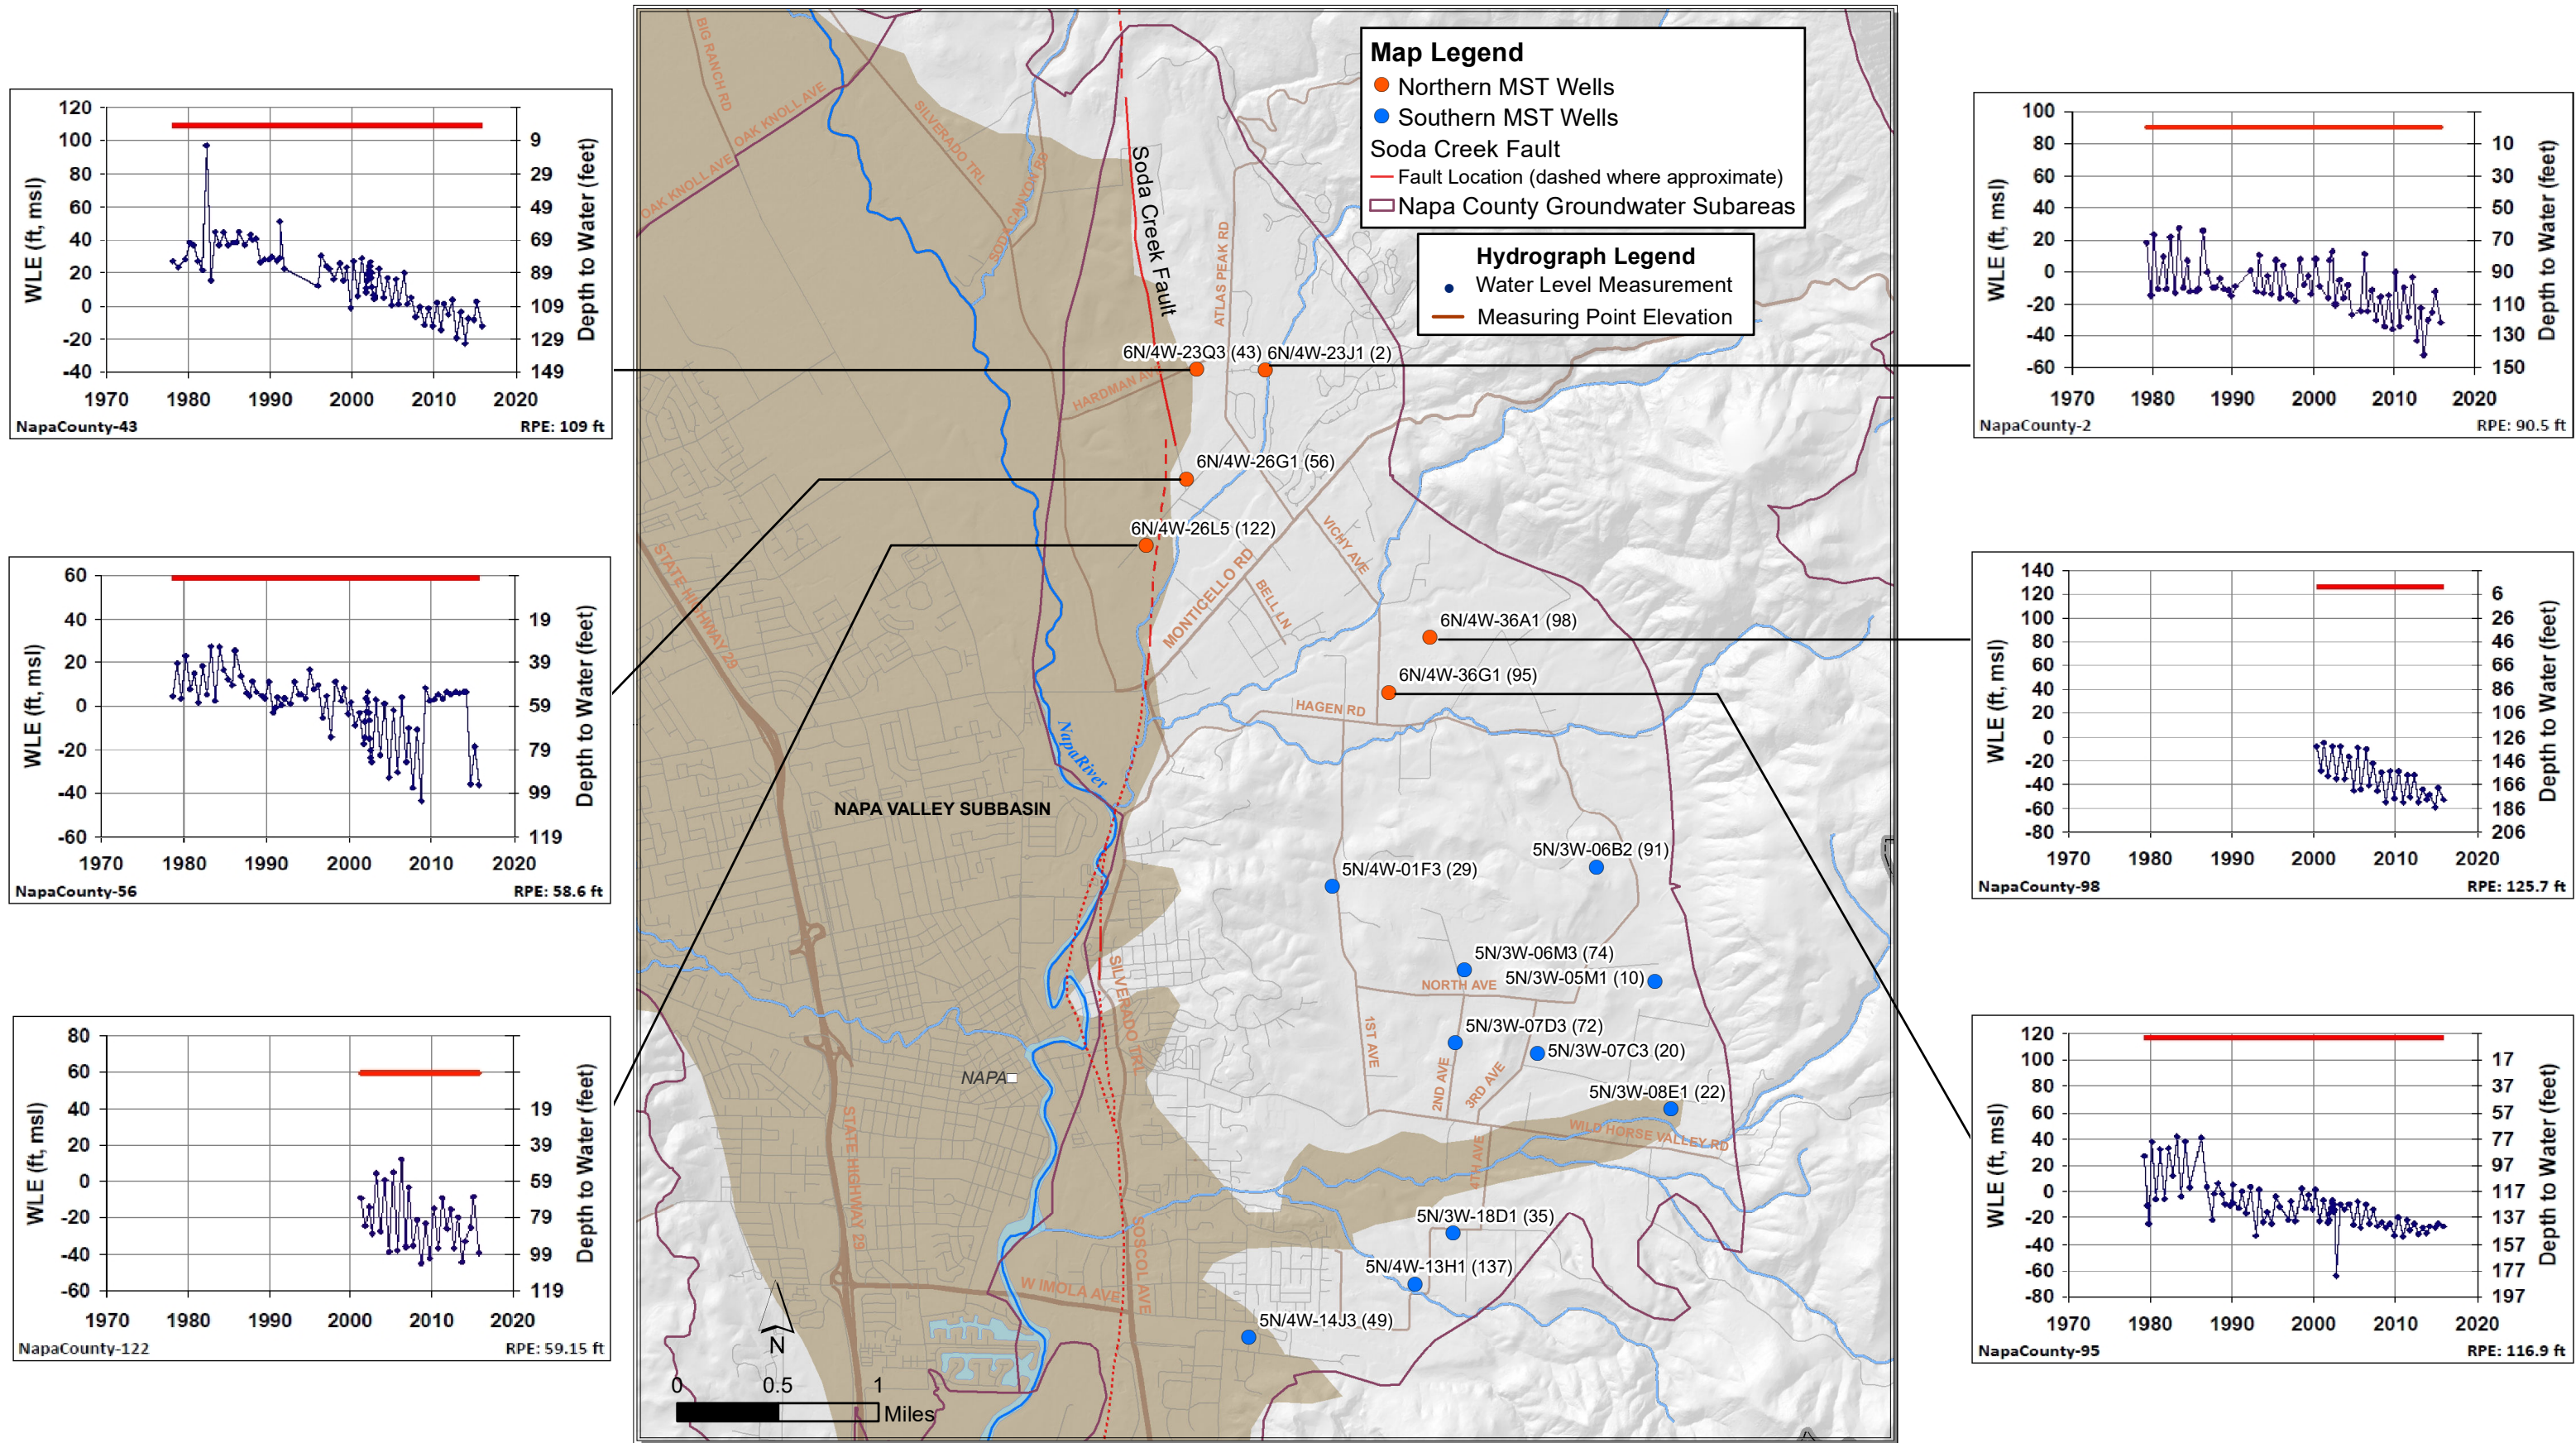 120
100
80
60
40
20
0
-20
-40
9
29
49
69
89
109
129
149
WLE (ft, msl)
Depth to Water (feet)
1970 1980 1990 2000 2010 2020
NapaCounty-43 RPE: 109 ft
60
40
20
0
-20
-40
-60
19
39
59
79
99
119
WLE (ft, msl)
Depth to Water (feet)
1970 1980 1990 2000 2010 2020
NapaCounty-56 RPE: 58.6 ft
80
60
40
20
0
-20
-40
-60
19
39
59
79
99
119
WLE (ft, msl)
Depth to Water (feet)
1970 1980 1990 2000 2010 2020
NapaCounty-122 RPE: 59.15 ft
Map Legend
Northern MST Wells
Southern MST Wells
Soda Creek Fault
Fault Location (dashed where approximate)
Napa County Groundwater Subareas
Hydrograph Legend
Water Level Measurement
Measuring Point Elevation
BIG RANCH RD
OAK KNOLL AVE
OAK KNOLL AVE
SILVERADO TRL
SODA CANYON RD
Soda Creek Fault
ATLAS PEAK RD
6N/4W-23Q3 (43)
6N/4W-23J1 (2)
HARDMAN AVE
6N/4W-26G1 (56)
6N/4W-26L5 (122)
VICHY AVE
MONTICELLO RD
BELL LN
STATE HIGHWAY 29
6N/4W-36A1 (98)
6N/4W-36G1 (95)
HAGEN RD
NapaRiver
NAPA VALLEY SUBBASIN
5N/3W-06B2 (91)
5N/4W-01F3 (29)
5N/3W-06M3 (74)
5N/3W-05M1 (10)
NORTH AVE
SILVERADO TRL
5N/3W-07D3 (72)
5N/3W-07C3 (20)
1ST AVE
2ND AVE
3RD AVE
NAPA
5N/3W-08E1 (22)
WILD HORSE VALLEY RD
4TH AVE
STATE HIGHWAY 29
5N/3W-18D1 (35)
SOSCOL AVE
5N/4W-13H1 (137)
W IMOLA AVE
5N/4W-14J3 (49)
N
0 0.5 1
Miles
100
80
60
40
20
0
-20
-40
-60
10
30
50
70
90
110
130
150
WLE (ft, msl)
Depth to Water (feet)
1970 1980 1990 2000 2010 2020
NapaCounty-2 RPE: 90.5 ft
140
120
100
80
60
40
20
0
-20
-40
-60
-80
6
26
46
66
86
106
126
146
166
186
206
WLE (ft, msl)
Depth to Water (feet)
1970 1980 1990 2000 2010 2020
NapaCounty-98 RPE: 125.7 ft
120
100
80
60
40
20
0
-20
-40
-60
-80
17
37
57
77
97
117
137
157
177
197
WLE (ft, msl)
Depth to Water (feet)
1970 1980 1990 2000 2010 2020
NapaCounty-95 RPE: 116.9 ft